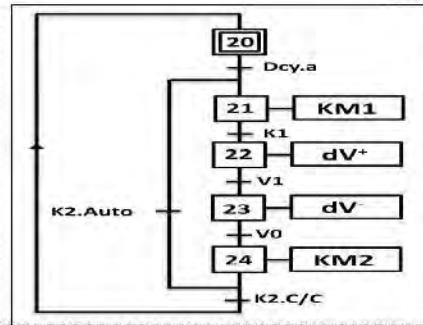 20
Dcy.a
21 KM1
K1
22 dV⁺
V1
K2.Auto
23 dV⁻
V0
24 KM2
K2.C/C